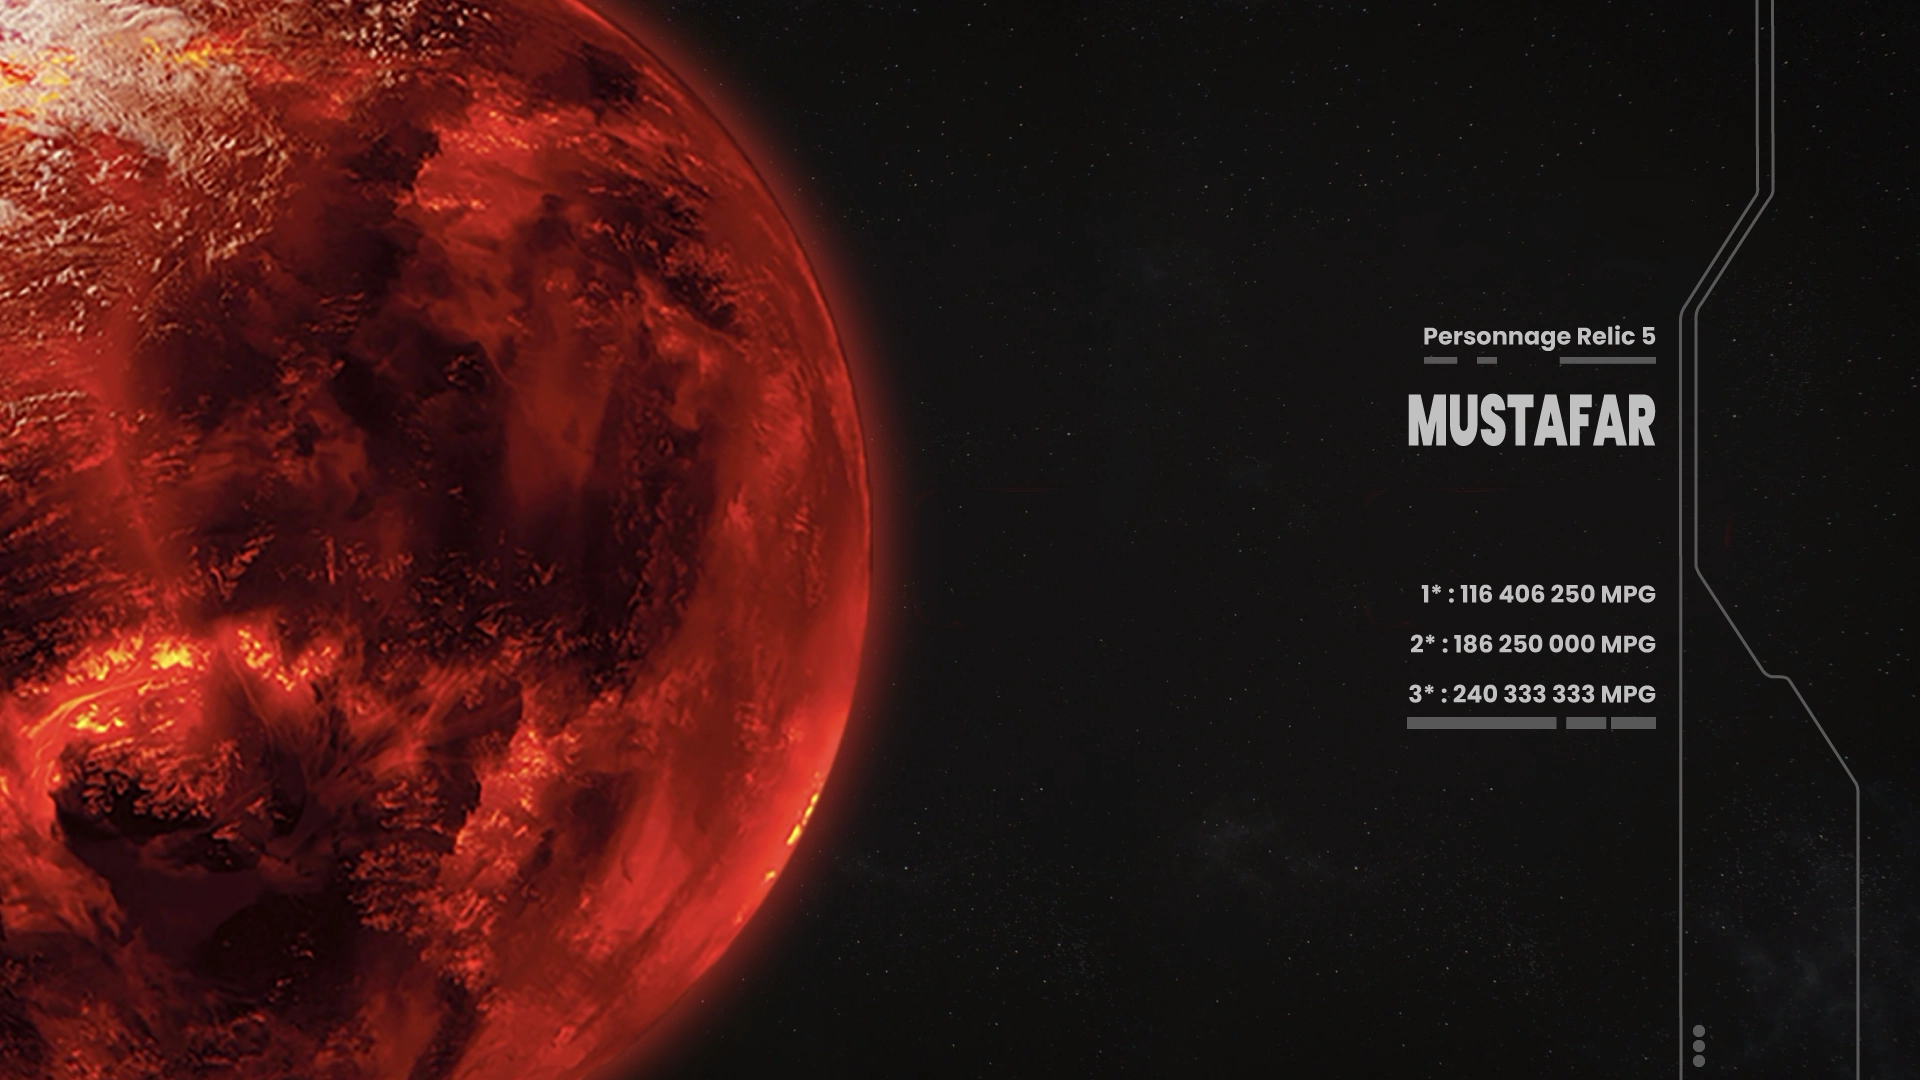 Personnage Relic 5
MUSTAFAR
1* : 116 406 250 MPG
2* : 186 250 000 MPG
3* : 240 333 333 MPG